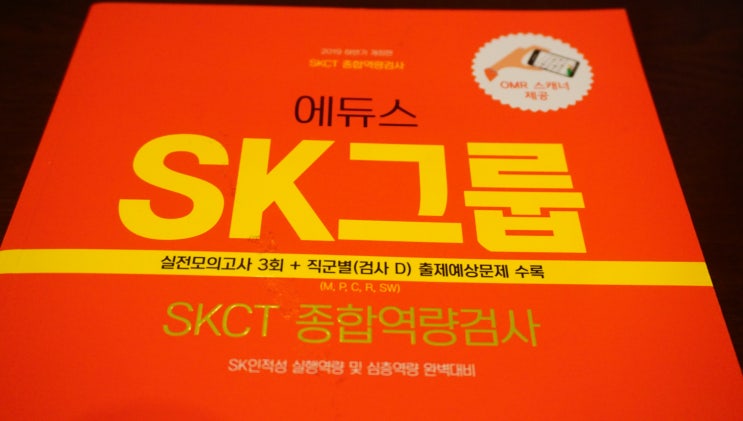 2019 하반기 개정판
SKCT 종합역량검사
OMR 스캐너
제공
에듀스
SK그룹
실전모의고사 3회 + 직군별(검사 D) 출제예상문제 수록
(M, P, C, R, SW)
SKCT 종합역량검사
SK인적성 실행역량 및 심층역량 완벽대비